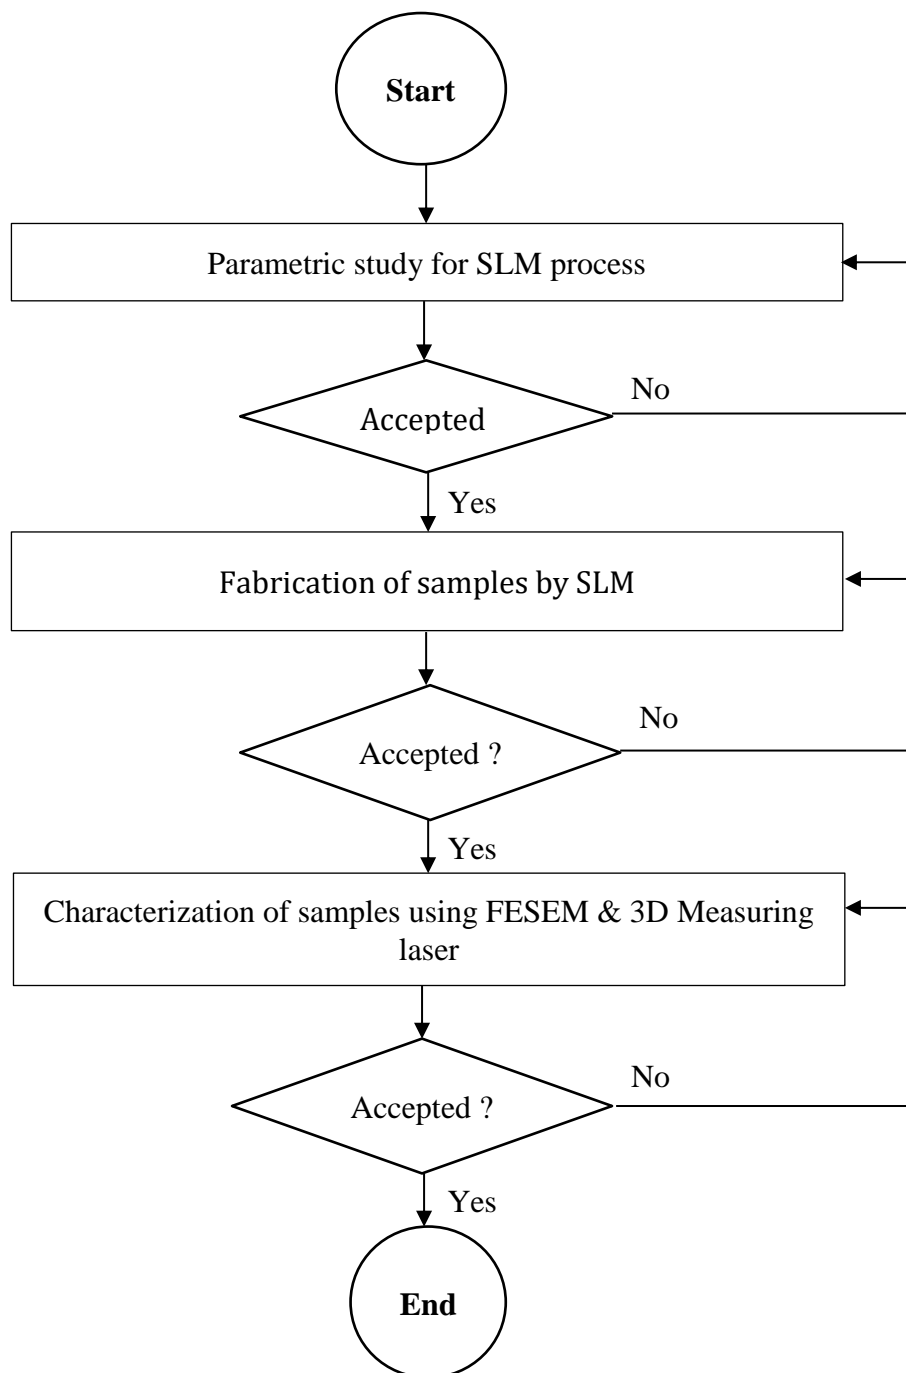 Start
Parametric study for SLM process
No
Accepted
Yes
Fabrication of samples by SLM
No
Accepted ?
Yes
Characterization of samples using FESEM & 3D Measuring
laser
No
Accepted ?
Yes
End